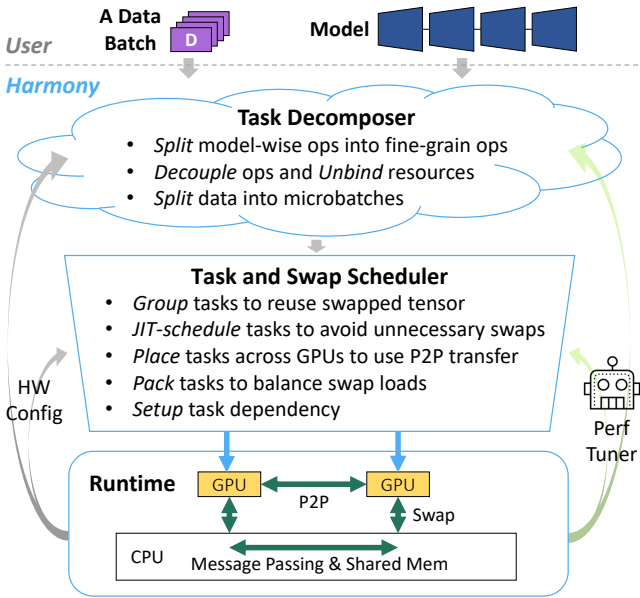 User
A Data
Batch
D
Model
Harmony
Task Decomposer
• Split model-wise ops into fine-grain ops
• Decouple ops and Unbind resources
• Split data into microbatches
Task and Swap Scheduler
• Group tasks to reuse swapped tensor
• JIT-schedule tasks to avoid unnecessary swaps
• Place tasks across GPUs to use P2P transfer
• Pack tasks to balance swap loads
• Setup task dependency
HW
Config
Perf
Tuner
Runtime
GPU
GPU
P2P
Swap
CPU
Message Passing & Shared Mem